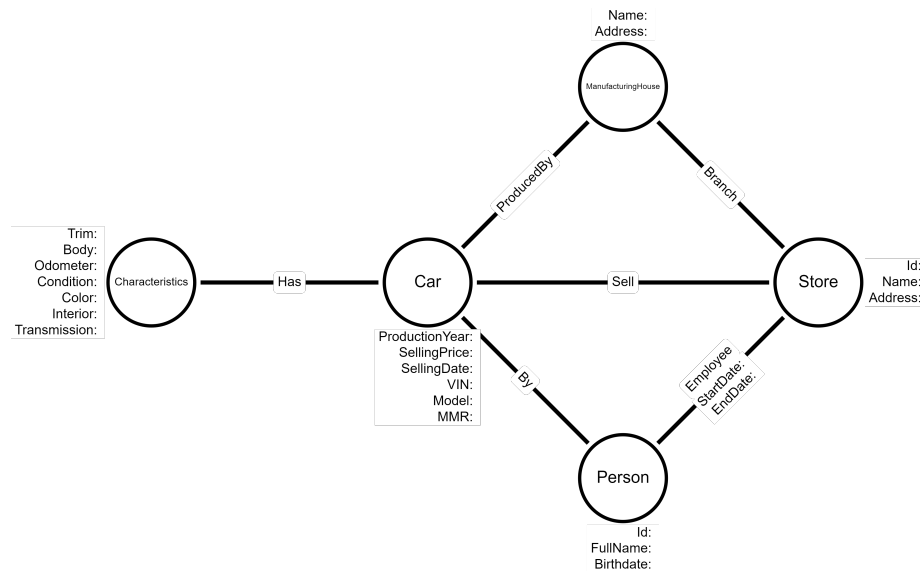 Name:
Address:
ManufacturingHouse
ProducedBy
Branch
Trim:
Body:
Odometer:
Condition:
Color:
Interior:
Transmission:
Characteristics
Has
Car
Sell
Store
Id:
Name:
Address:
ProductionYear:
SellingPrice:
SellingDate:
VIN:
Model:
MMR:
By
Employee
StartDate:
EndDate:
Person
Id:
FullName:
Birthdate: